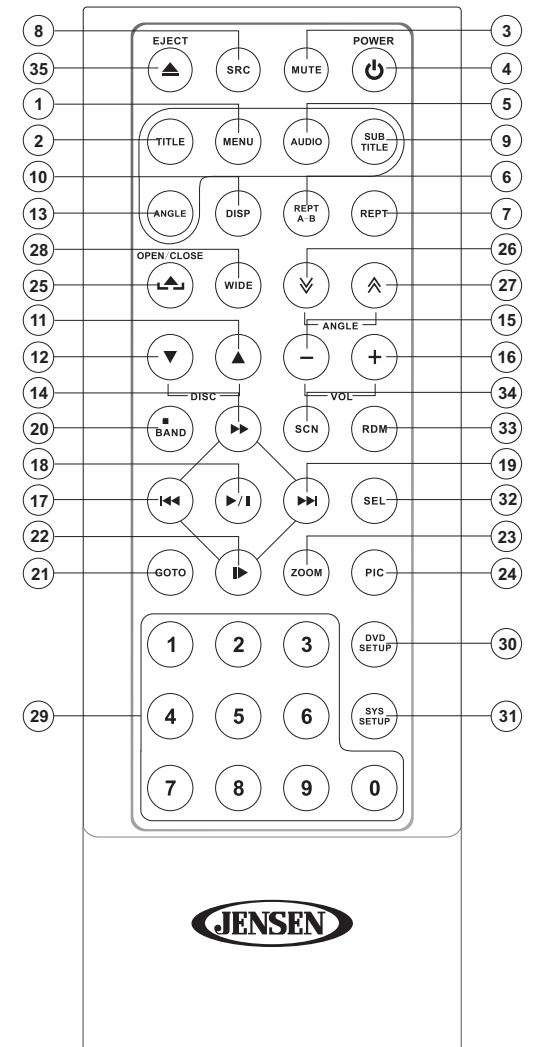 8 3
EJECT POWER
35 SRC MUTE 4
1 5
2 TITLE MENU AUDIO SUB TITLE 9
10 6
13 ANGLE DISP REPT A-B REPT 7
28 26
OPEN/CLOSE
25 WIDE 27
ANGLE
11 15
12 ▼ ▲ − + 16
14 DISC VOL 34
20 BAND SCN RDM 33
18 19
17 SEL 32
22 23
21 GOTO ZOOM PIC 24
1 2 3 DVD SETUP 30
29 4 5 6 SYS SETUP 31
7 8 9 0
JENSEN